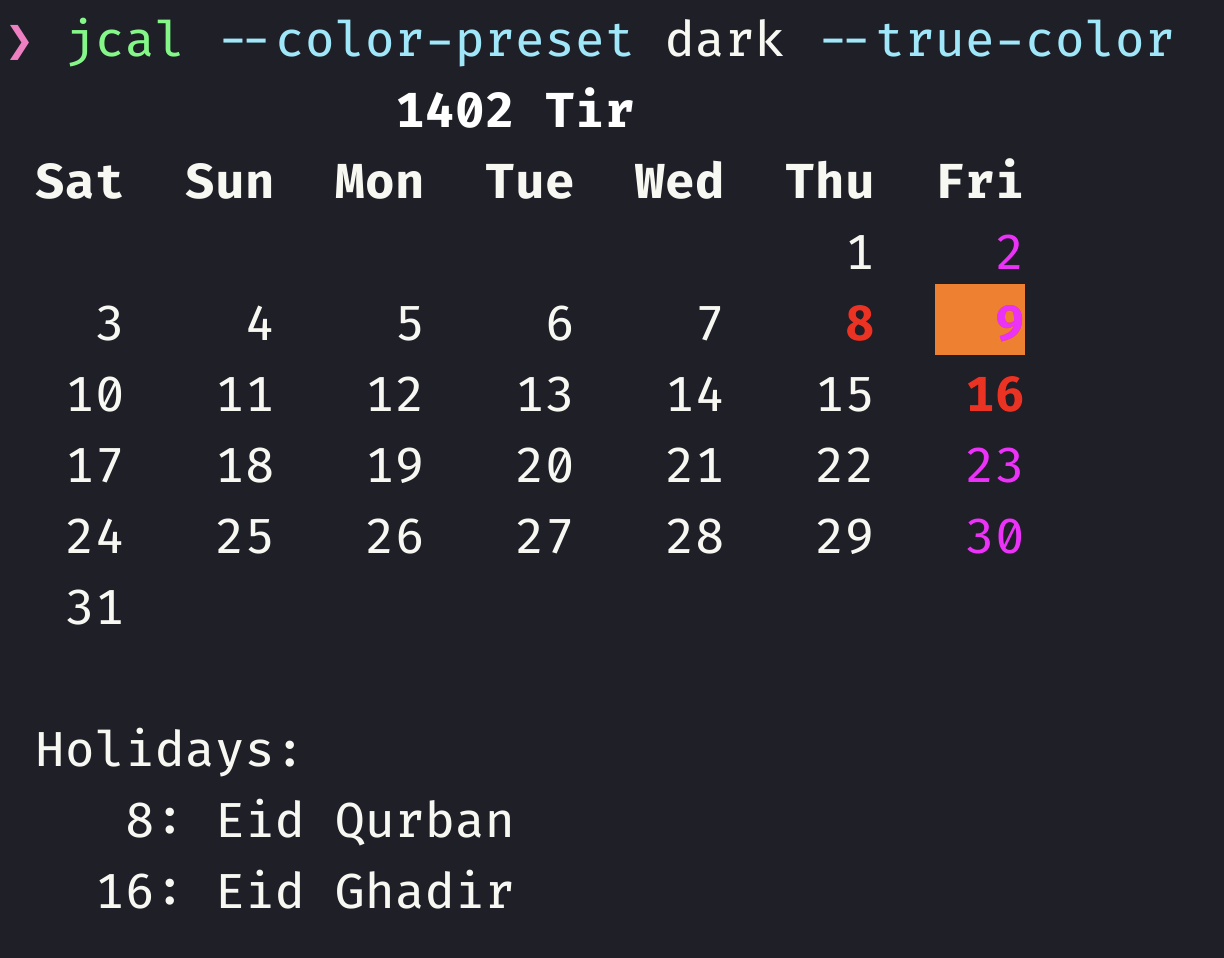 ❯ jcal --color-preset dark --true-color
1402 Tir
Sat Sun Mon Tue Wed Thu Fri
1 2
3 4 5 6 7 8 9
10 11 12 13 14 15 16
17 18 19 20 21 22 23
24 25 26 27 28 29 30
31
Holidays:
8: Eid Qurban
16: Eid Ghadir